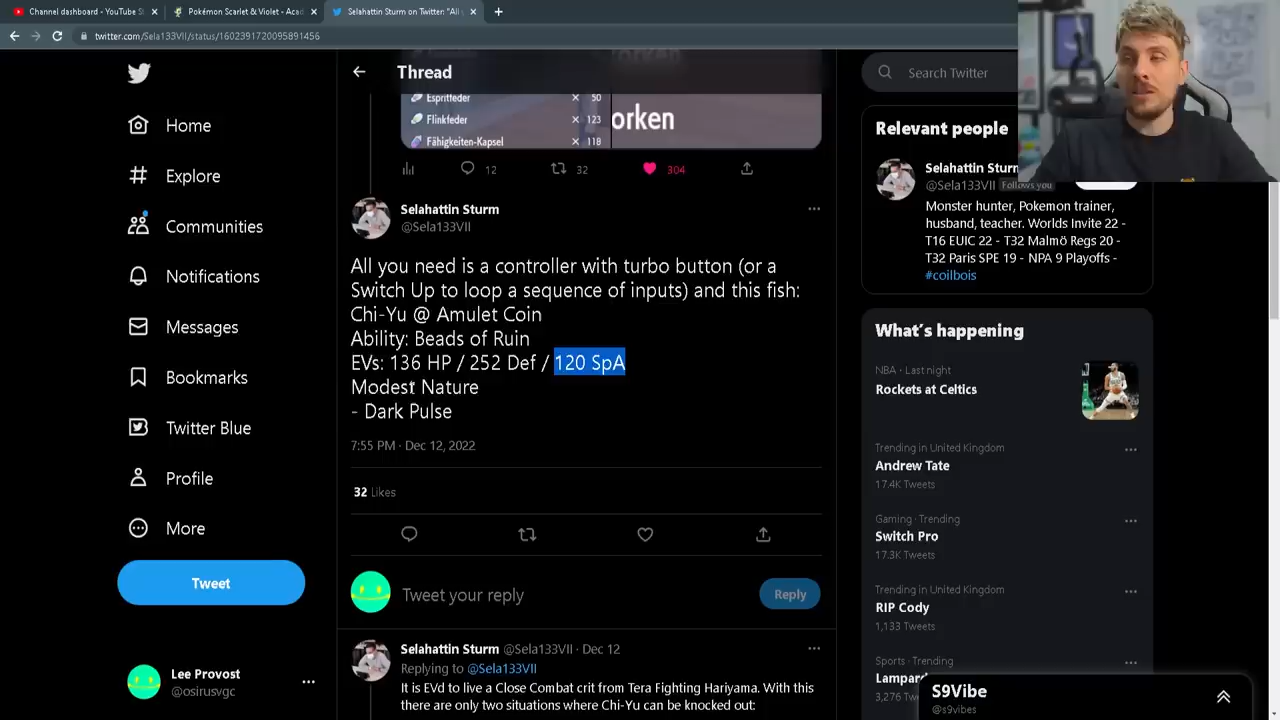 Channel dashboard - YouTube S
Pokémon Scarlet & Violet - Acad
Selahattin Sturm on Twitter: "All
twitter.com/Sela133VII/status/1602391720095891456
Home
Explore
Communities
Notifications
Messages
Bookmarks
Twitter Blue
Profile
More
Tweet
Lee Provost
@osirusvgc
Thread
orken
Espritfeder × 50
Flinkfeder × 123
Fähigkeiten-Kapsel × 118
orken
12
32
304
Selahattin Sturm
@Sela133VII
All you need is a controller with turbo button (or a
Switch Up to loop a sequence of inputs) and this fish:
Chi-Yu @ Amulet Coin
Ability: Beads of Ruin
EVs: 136 HP / 252 Def / 120 SpA
Modest Nature
- Dark Pulse
7:55 PM · Dec 12, 2022
32 Likes
Tweet your reply
Reply
Selahattin Sturm @Sela133VII · Dec 12
Replying to @Sela133VII
It is EVd to live a Close Combat crit from Tera Fighting Hariyama. With this
there are only two situations where Chi-Yu can be knocked out:
Search Twitter
Relevant people
Selahattin Sturm
@Sela133VII Follows you
Monster hunter, Pokemon trainer,
husband, teacher. Worlds Invite 22 -
T16 EUIC 22 - T32 Malmö Regs 20 -
T32 Paris SPE 19 - NPA 9 Playoffs -
#coilbois
What's happening
NBA · Last night
Rockets at Celtics
Trending in United Kingdom
Andrew Tate
17.4K Tweets
Gaming · Trending
Switch Pro
17.3K Tweets
Trending in United Kingdom
RIP Cody
1,133 Tweets
Sports · Trending
Lampard
3,276 Twe
S9Vibe
@s9vibes